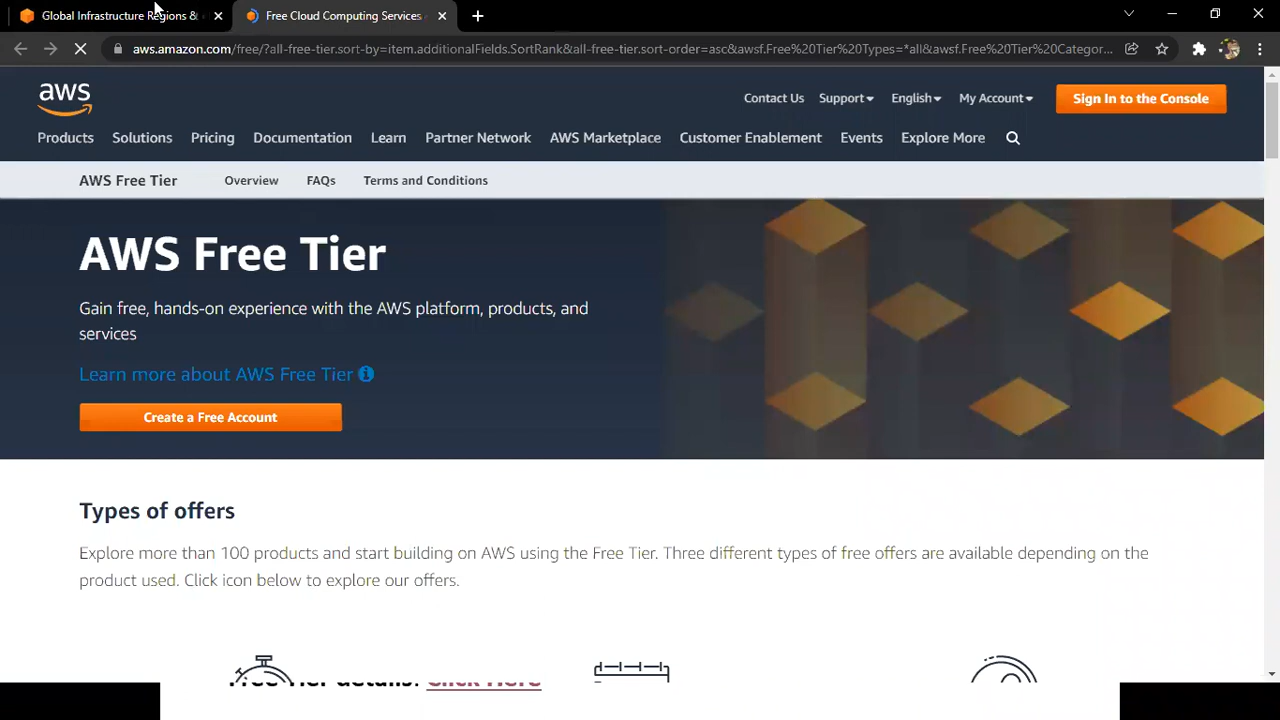 Global Infrastructure Regions &
Free Cloud Computing Services
aws.amazon.com/free/?all-free-tier.sort-by=item.additionalFields.SortRank&all-free-tier.sort-order=asc&awsf.Free%20Tier%20Types=*all&awsf.Free%20Tier%20Categor...
aws
Contact Us Support English My Account Sign In to the Console
Products Solutions Pricing Documentation Learn Partner Network AWS Marketplace Customer Enablement Events Explore More
AWS Free Tier Overview FAQs Terms and Conditions
AWS Free Tier
Gain free, hands-on experience with the AWS platform, products, and
services
Learn more about AWS Free Tier
Create a Free Account
Types of offers
Explore more than 100 products and start building on AWS using the Free Tier. Three different types of free offers are available depending on the
product used. Click icon below to explore our offers.
Free Tier details: Click Here